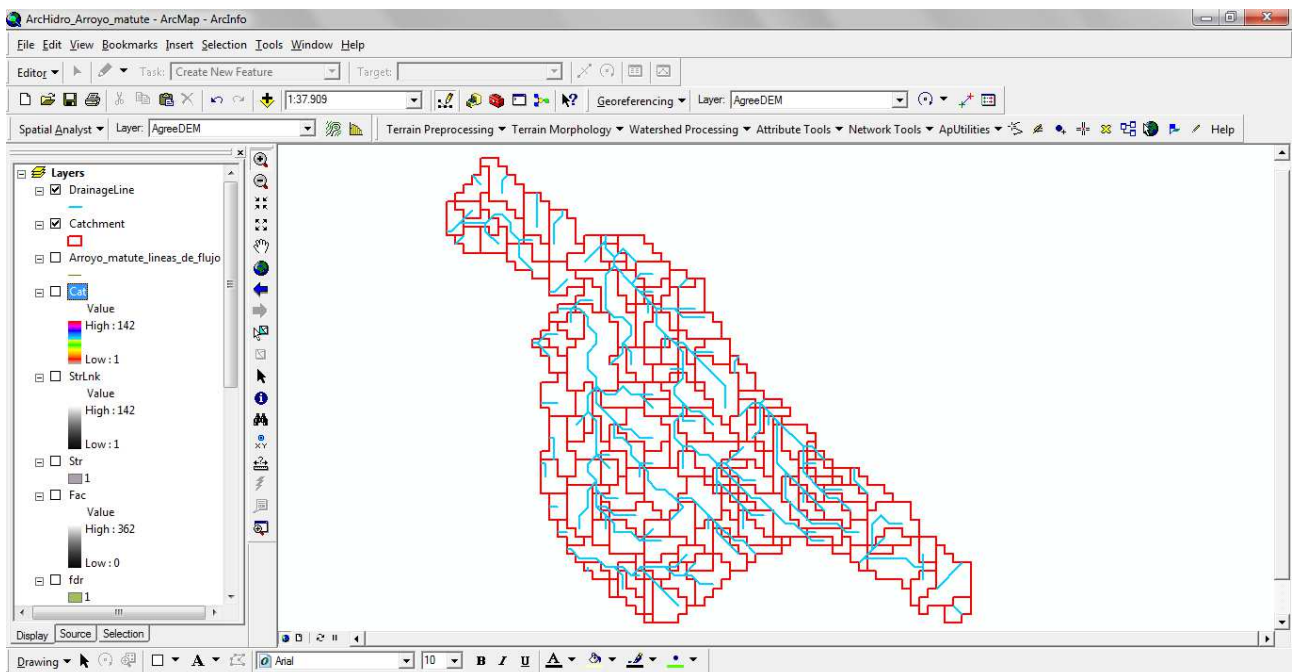 ArcHidro_Arroyo_matute - ArcMap - ArcInfo
File Edit View Bookmarks Insert Selection Tools Window Help
Editor Task: Create New Feature Target:
1:37.909 Georeferencing Layer: AgreeDEM
Spatial Analyst Layer: AgreeDEM Terrain Preprocessing Terrain Morphology Watershed Processing Attribute Tools Network Tools ApUtilities Help
Layers
DrainageLine
Catchment
Arroyo_matute_lineas_de_flujo
Cat
Value
High : 142
Low : 1
StrLnk
Value
High : 142
Low : 1
Str
1
Fac
Value
High : 362
Low : 0
fdr
1
Display Source Selection
Drawing A Arial 10 B I U A